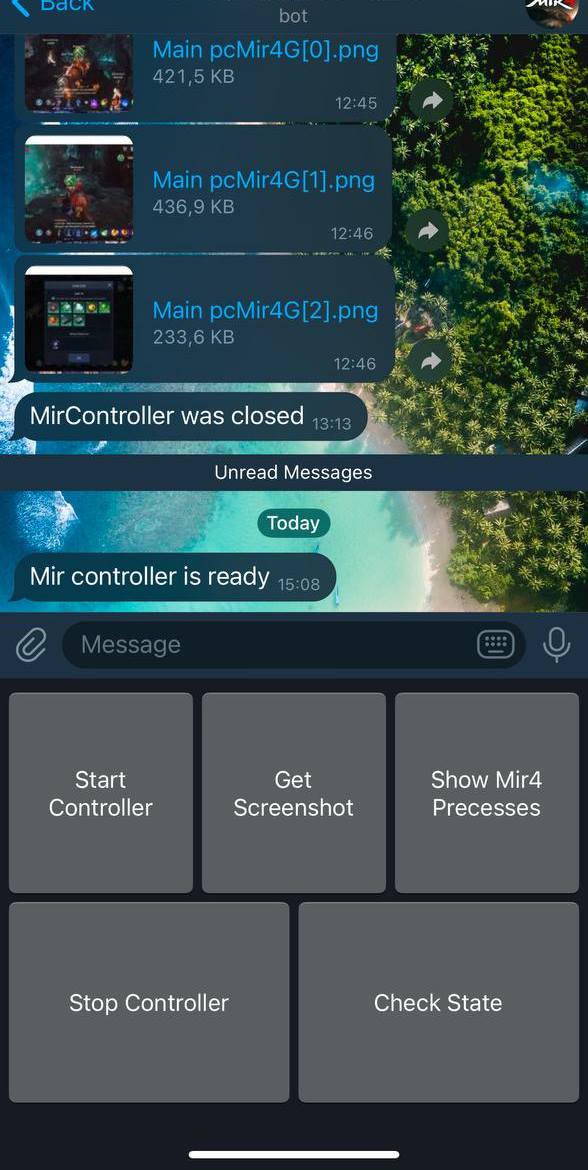 Back
bot
Main pcMir4G[0].png
421,5 KB
12:45
Main pcMir4G[1].png
436,9 KB
12:46
Main pcMir4G[2].png
233,6 KB
12:46
MirController was closed 13:13
Unread Messages
Today
Mir controller is ready 15:08
Message
Start
Controller
Get
Screenshot
Show Mir4
Precesses
Stop Controller
Check State